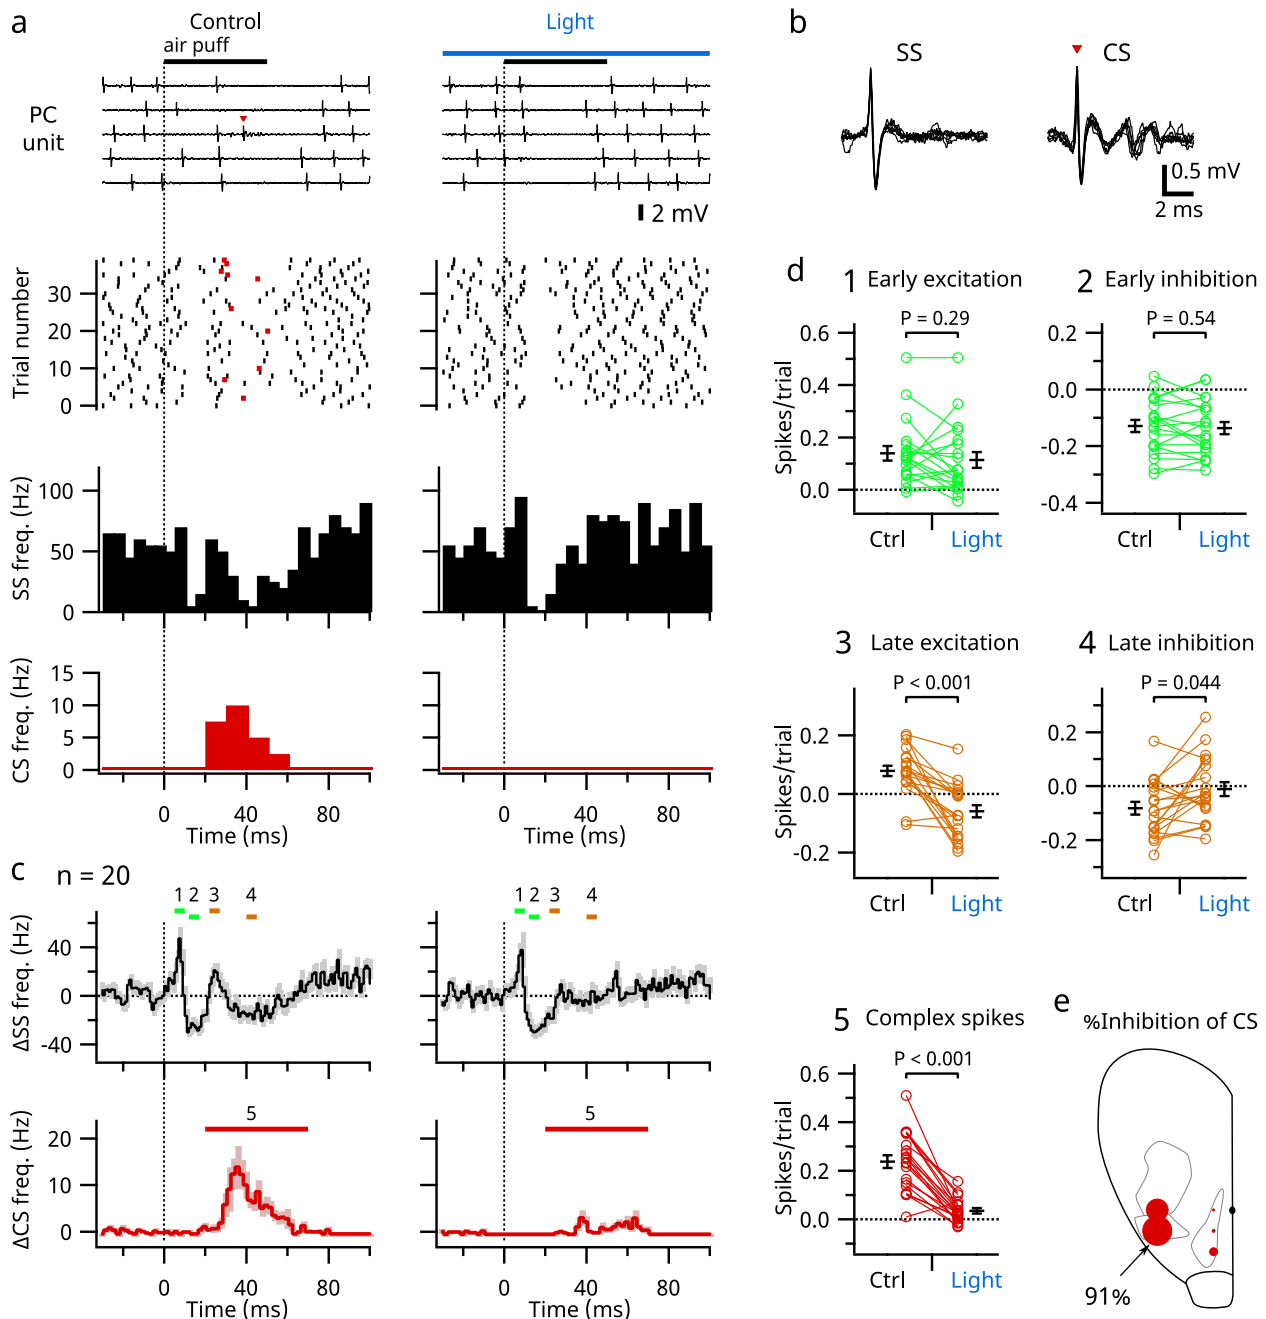 a
Control
Light
air puff
PC unit
2 mV
Trial number
30
20
10
0
SS freq. (Hz)
100
50
0
CS freq. (Hz)
15
10
5
0
0
40
80
Time (ms)
0
40
80
Time (ms)
b
SS
CS
0.5 mV
2 ms
c
n = 20
1
2
3
4
1
2
3
4
ΔSS freq. (Hz)
40
0
-40
5
5
ΔCS freq. (Hz)
20
10
0
0
40
80
Time (ms)
0
40
80
Time (ms)
d
1 Early excitation
P = 0.29
Spikes/trial
0.6
0.4
0.2
0.0
Ctrl
Light
2 Early inhibition
P = 0.54
0.2
0.0
-0.2
-0.4
Ctrl
Light
3 Late excitation
P < 0.001
Spikes/trial
0.2
0.0
-0.2
Ctrl
Light
4 Late inhibition
P = 0.044
0.2
0.0
-0.2
Ctrl
Light
5 Complex spikes
P < 0.001
Spikes/trial
0.6
0.4
0.2
0.0
Ctrl
Light
e
%Inhibition of CS
91%